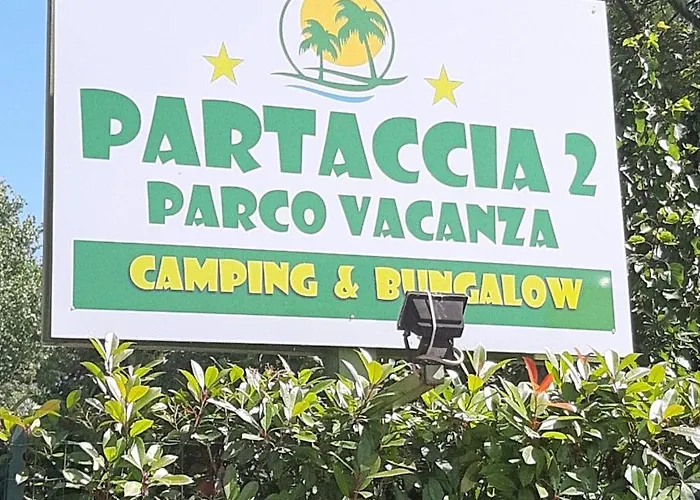 PARTACCIA 2
PARCO VACANZA
CAMPING & BUNGALOW